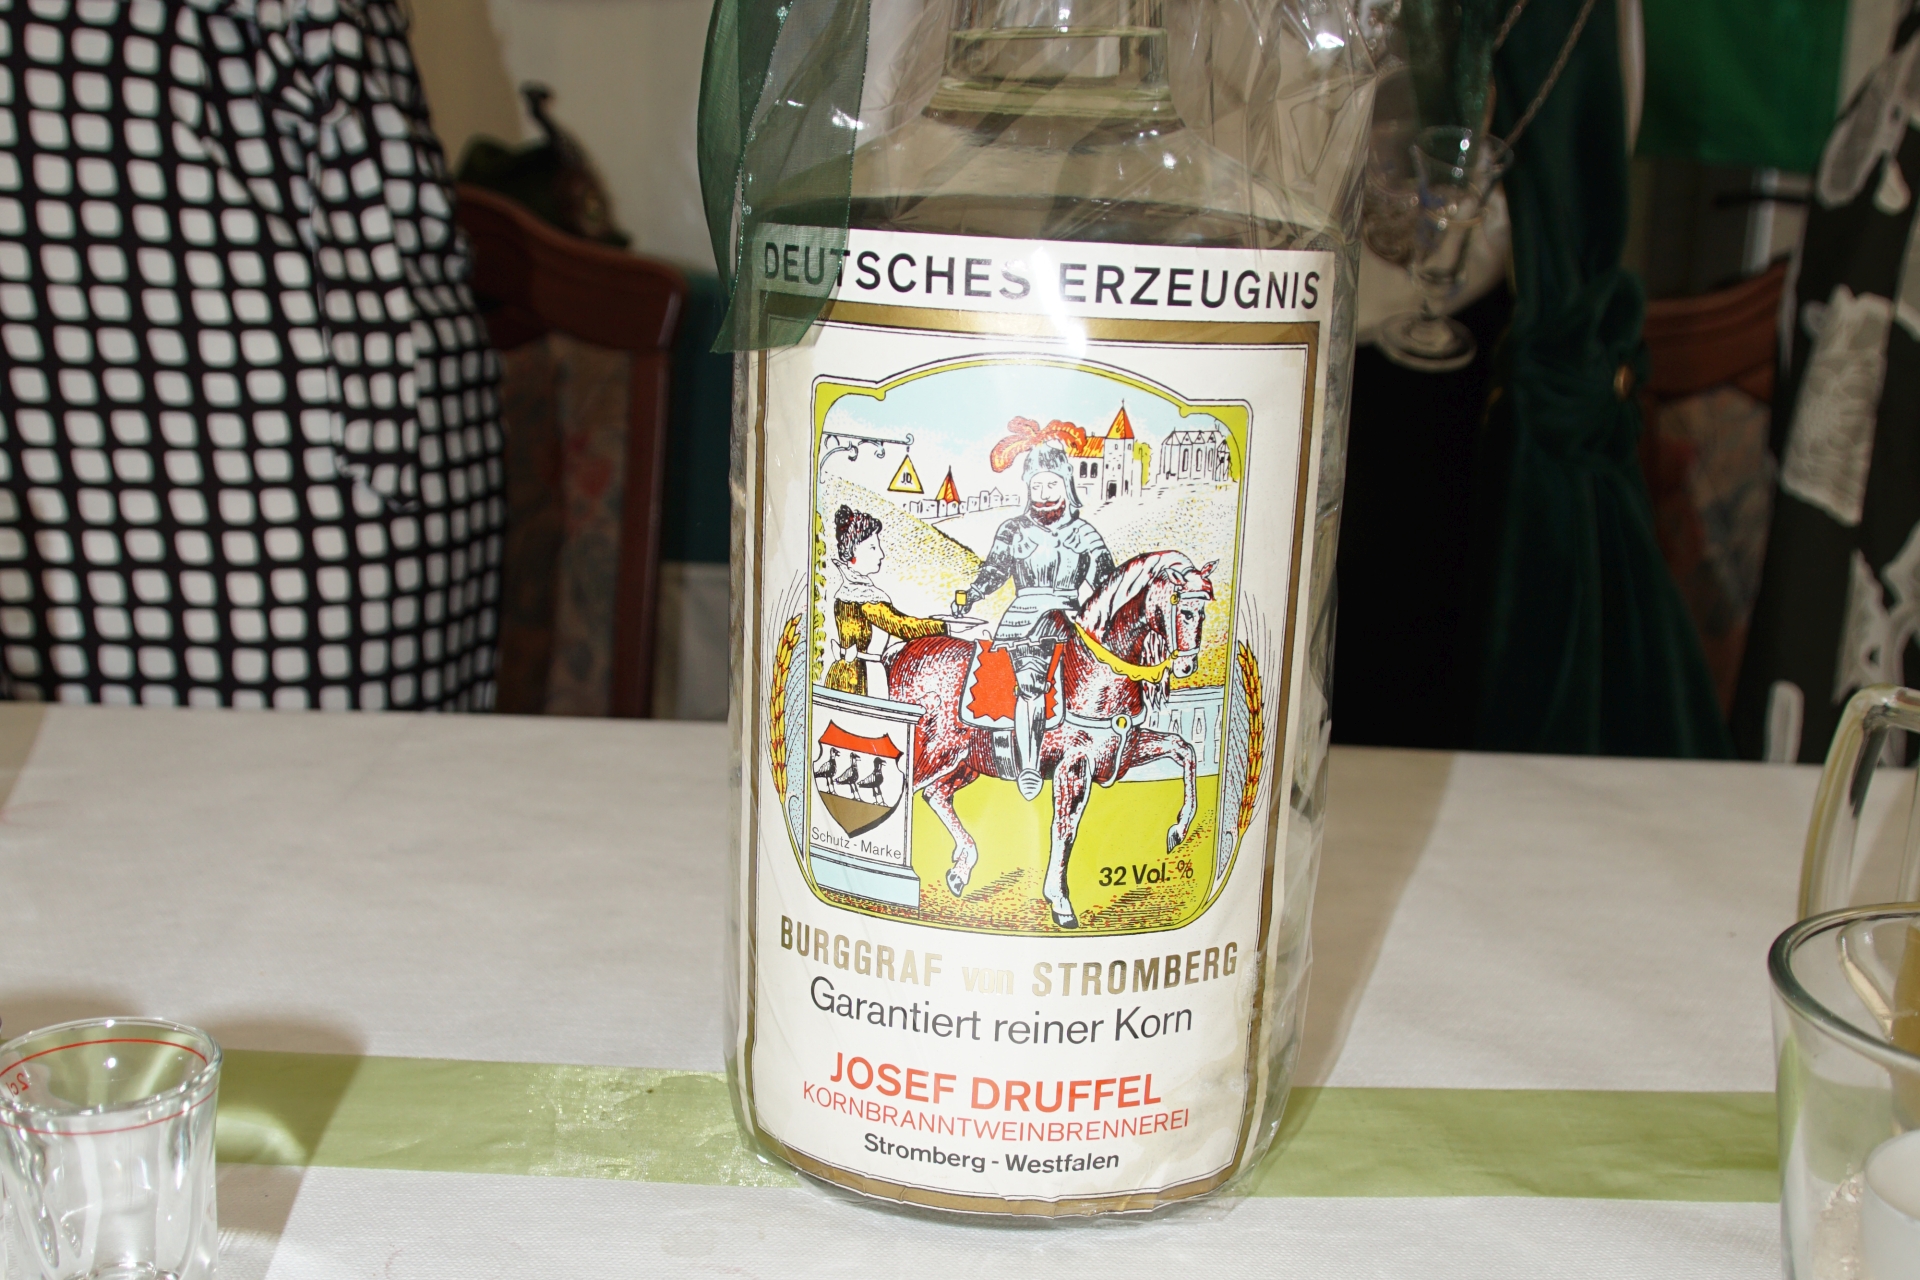 DEUTSCHES ERZEUGNIS
JD
Schutz - Marke
32 Vol. %
BURGGRAF von STROMBERG
Garantiert reiner Korn
JOSEF DRUFFEL
KORNBRANNTWEINBRENNEREI
Stromberg - Westfalen